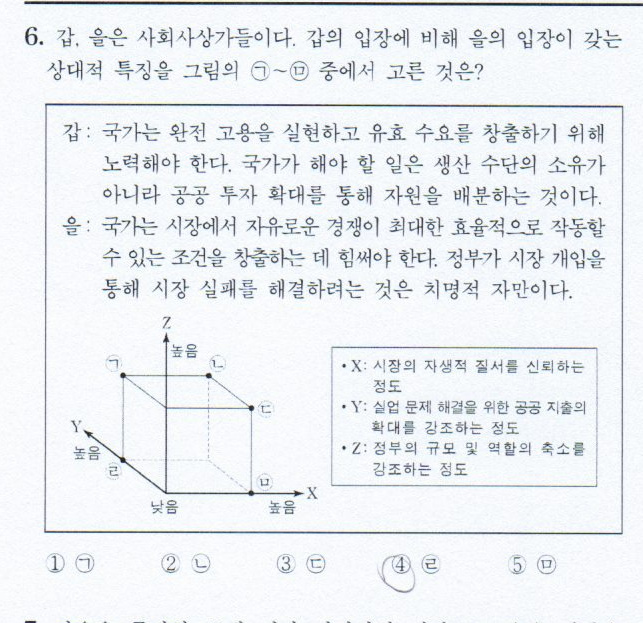 6. 갑, 을은 사회사상가들이다. 갑의 입장에 비해 을의 입장이 갖는
상대적 특징을 그림의 ㉠~㉤ 중에서 고른 것은?
갑: 국가는 완전 고용을 실현하고 유효 수요를 창출하기 위해
노력해야 한다. 국가가 해야 할 일은 생산 수단의 소유가
아니라 공공 투자 확대를 통해 자원을 배분하는 것이다.
을: 국가는 시장에서 자유로운 경쟁이 최대한 효율적으로 작동할
수 있는 조건을 창출하는 데 힘써야 한다. 정부가 시장 개입을
통해 시장 실패를 해결하려는 것은 치명적 자만이다.
Z
높음
㉠
㉡
㉢
Y
높음
㉣
㉤
X
낮음
높음
• X: 시장의 자생적 질서를 신뢰하는
정도
• Y: 실업 문제 해결을 위한 공공 지출의
확대를 강조하는 정도
• Z: 정부의 규모 및 역할의 축소를
강조하는 정도
① ㉠ ② ㉡ ③ ㉢ ④ ㉣ ⑤ ㉤